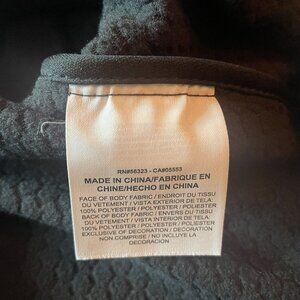 RN#56323 - CA#05553
MADE IN CHINA/FABRIQUE EN
CHINE/HECHO EN CHINA
FACE OF BODY FABRIC / ENDROIT DU TISSU
DU VETEMENT / VISTA EXTERIOR DE TELA:
100% POLYESTER / POLYESTER / POLIESTER
BACK OF BODY FABRIC / ENVERS DU TISSU
DU VETEMENT / VISTA INTERIOR DE TELA:
100% POLYESTER / POLYESTER / POLIESTER
EXCLUSIVE OF DECORATION / DECORATION
NON COMPRISE / NO INCLUYE LA
DECORACION